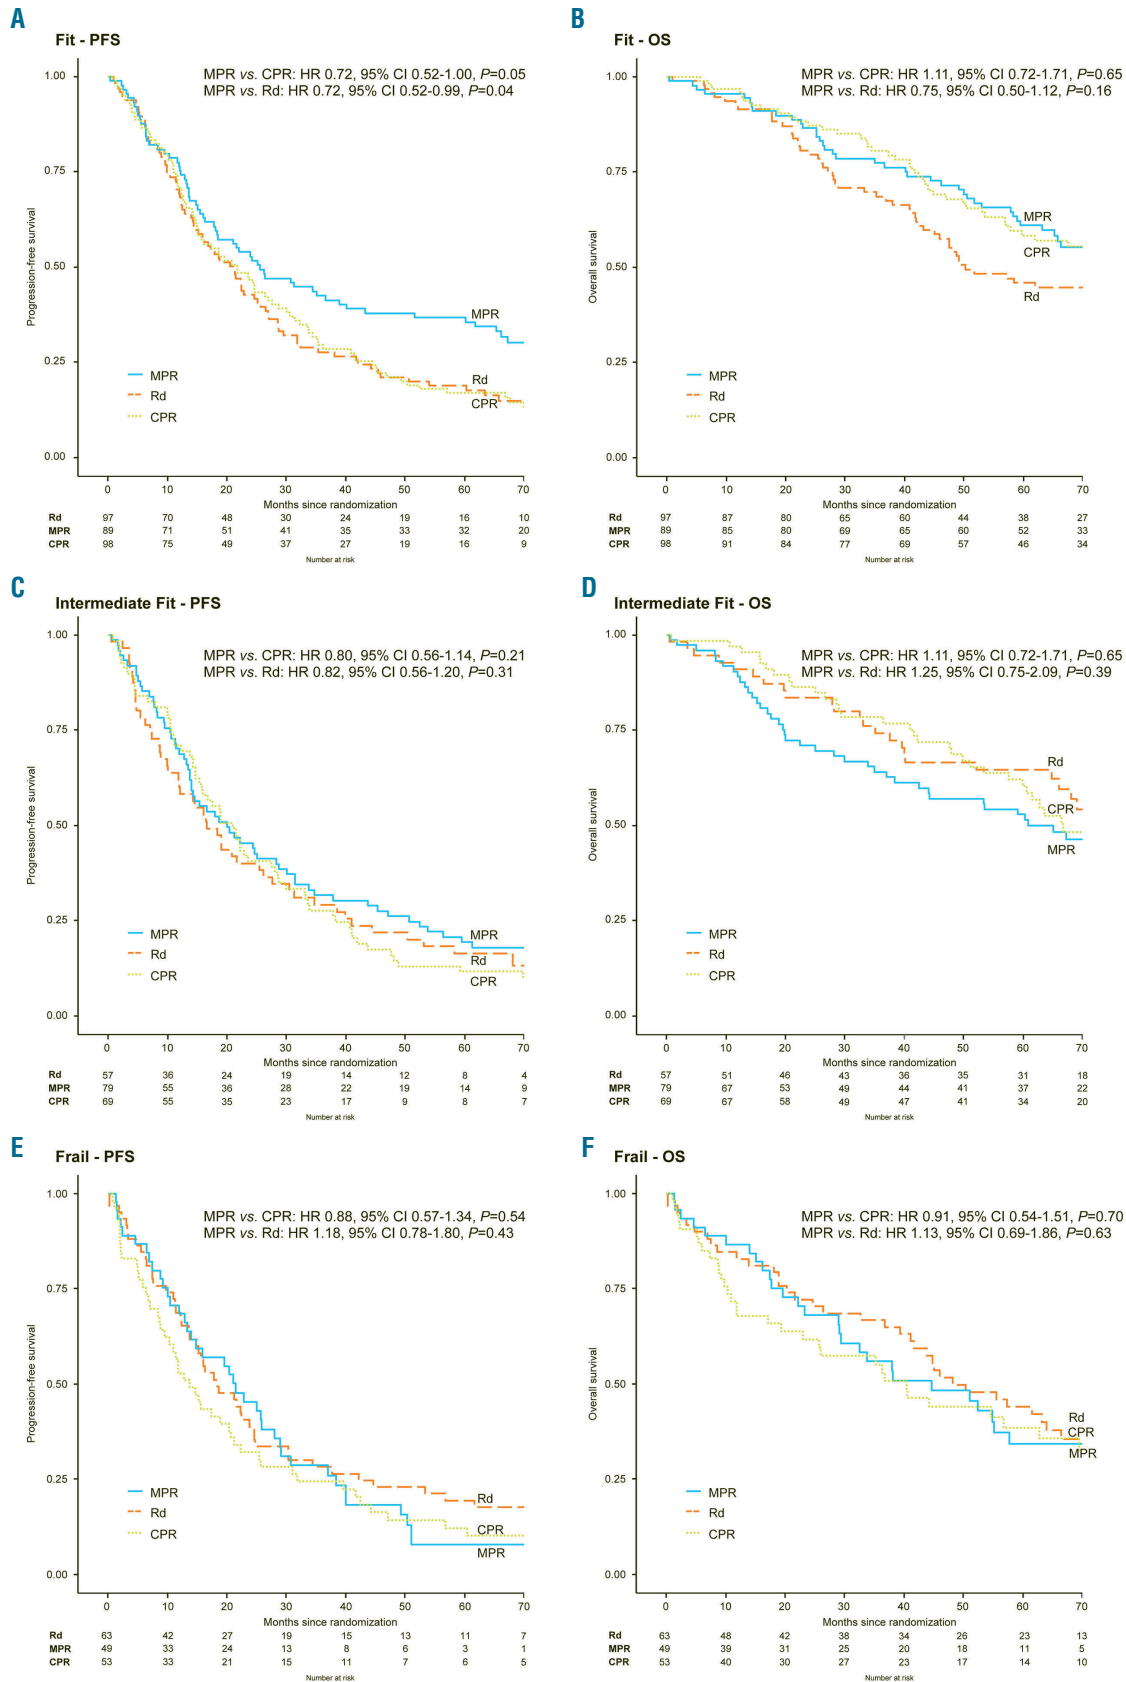 A
Fit - PFS
MPR vs. CPR: HR 0.72, 95% CI 0.52-1.00, P=0.05
MPR vs. Rd: HR 0.72, 95% CI 0.52-0.99, P=0.04
1.00
0.75
0.50
0.25
0.00
Progression-free survival
MPR
Rd
CPR
MPR
Rd
CPR
0 10 20 30 40 50 60 70
Months since randomization
Rd 97 70 48 30 24 19 16 10
MPR 89 71 51 41 35 33 32 20
CPR 98 75 49 37 27 19 16 9
Number at risk
B
Fit - OS
MPR vs. CPR: HR 1.11, 95% CI 0.72-1.71, P=0.65
MPR vs. Rd: HR 0.75, 95% CI 0.50-1.12, P=0.16
1.00
0.75
0.50
0.25
0.00
Overall survival
MPR
CPR
Rd
MPR
Rd
CPR
0 10 20 30 40 50 60 70
Months since randomization
97 87 80 65 60 44 38 27
89 85 80 69 65 60 52 33
98 91 84 77 69 57 46 34
Rd
MPR
CPR
Number at risk
C
Intermediate Fit - PFS
MPR vs. CPR: HR 0.80, 95% CI 0.56-1.14, P=0.21
MPR vs. Rd: HR 0.82, 95% CI 0.56-1.20, P=0.31
1.00
0.75
0.50
0.25
0.00
Progression-free survival
MPR
Rd
CPR
MPR
Rd
CPR
0 10 20 30 40 50 60 70
Months since randomization
Rd 57 36 24 19 14 12 8 4
MPR 79 55 36 28 22 19 14 9
CPR 69 55 35 23 17 9 8 7
Number at risk
D
Intermediate Fit - OS
MPR vs. CPR: HR 1.11, 95% CI 0.72-1.71, P=0.65
MPR vs. Rd: HR 1.25, 95% CI 0.75-2.09, P=0.39
1.00
0.75
0.50
0.25
0.00
Overall survival
Rd
CPR
MPR
MPR
Rd
CPR
0 10 20 30 40 50 60 70
Months since randomization
Rd 57 51 46 43 36 35 31 18
MPR 79 67 53 49 44 41 37 22
CPR 69 67 58 49 47 41 34 20
Number at risk
E
Frail - PFS
MPR vs. CPR: HR 0.88, 95% CI 0.57-1.34, P=0.54
MPR vs. Rd: HR 1.18, 95% CI 0.78-1.80, P=0.43
1.00
0.75
0.50
0.25
0.00
Progression-free survival
Rd
CPR
MPR
MPR
Rd
CPR
0 10 20 30 40 50 60 70
Months since randomization
Rd 63 42 27 19 15 13 11 7
MPR 49 33 24 13 8 6 3 1
CPR 53 33 21 15 11 7 6 5
Number at risk
F
Frail - OS
MPR vs. CPR: HR 0.91, 95% CI 0.54-1.51, P=0.70
MPR vs. Rd: HR 1.13, 95% CI 0.69-1.86, P=0.63
1.00
0.75
0.50
0.25
0.00
Overall survival
Rd
CPR
MPR
MPR
Rd
CPR
0 10 20 30 40 50 60 70
Months since randomization
Rd 63 48 42 38 34 26 23 13
MPR 49 39 31 25 20 18 11 5
CPR 53 40 30 27 23 17 14 10
Number at risk